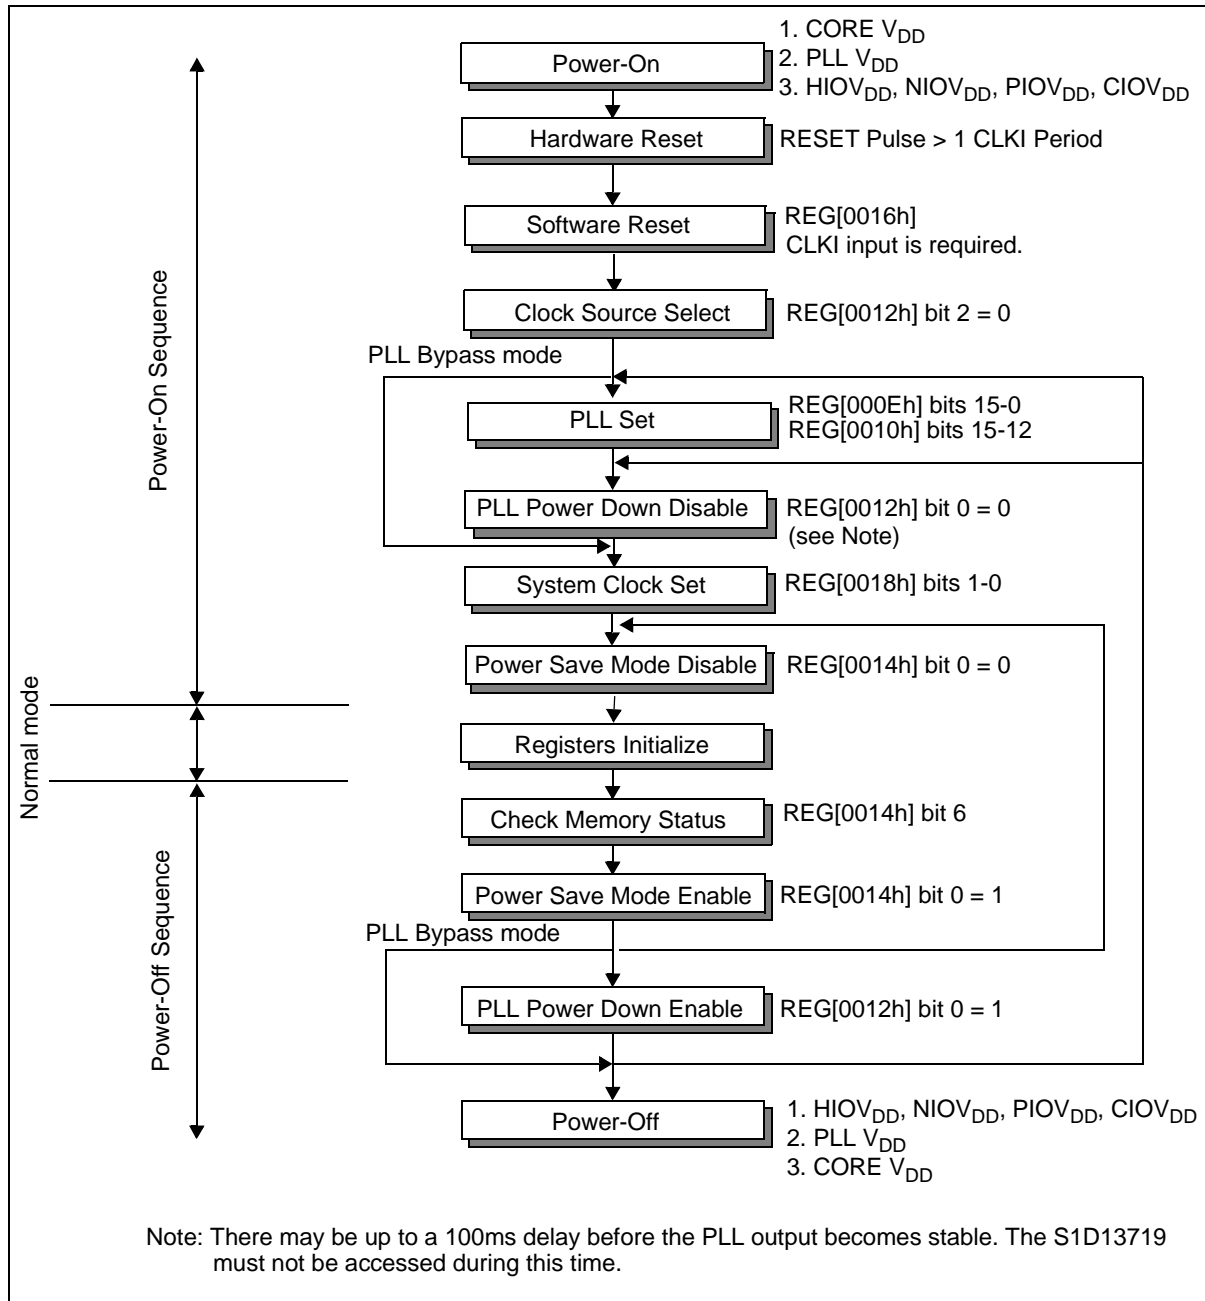 1. CORE VDD
Power-On
2. PLL VDD
3. HIOVDD, NIOVDD, PIOVDD, CIOVDD
Hardware Reset
RESET Pulse > 1 CLKI Period
Software Reset
REG[0016h]
CLKI input is required.
Clock Source Select
REG[0012h] bit 2 = 0
PLL Bypass mode
PLL Set
REG[000Eh] bits 15-0
REG[0010h] bits 15-12
PLL Power Down Disable
REG[0012h] bit 0 = 0
(see Note)
System Clock Set
REG[0018h] bits 1-0
Power Save Mode Disable
REG[0014h] bit 0 = 0
Power-On Sequence
Normal mode
Registers Initialize
Check Memory Status
REG[0014h] bit 6
Power Save Mode Enable
REG[0014h] bit 0 = 1
PLL Bypass mode
PLL Power Down Enable
REG[0012h] bit 0 = 1
Power-Off Sequence
Power-Off
1. HIOVDD, NIOVDD, PIOVDD, CIOVDD
2. PLL VDD
3. CORE VDD
Note: There may be up to a 100ms delay before the PLL output becomes stable. The S1D13719
must not be accessed during this time.